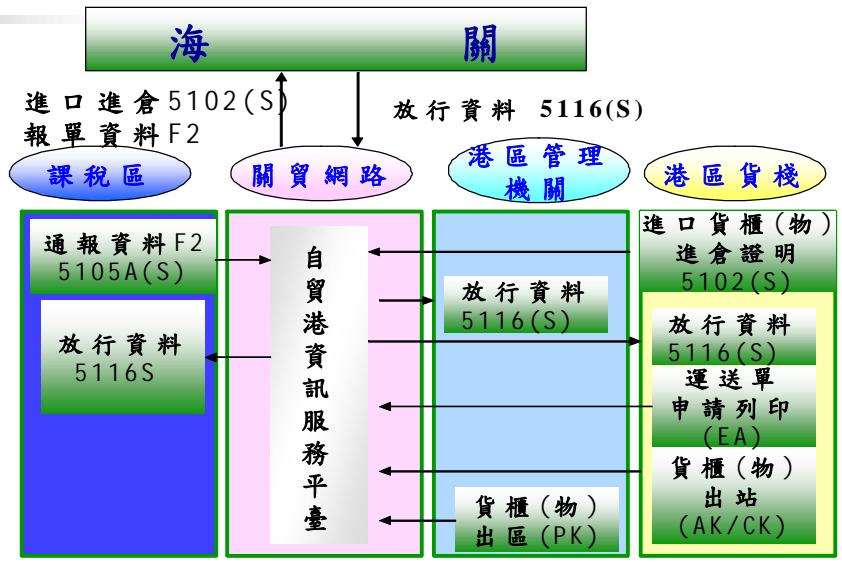 海 關
進口進倉5102(S)
報單資料F2
放行資料 5116(S)
課稅區
關貿網路
港區管理
機關
港區貨棧
通報資料F2
5105A(S)
放行資料
5116S
自
貿
港
資
訊
服
務
平
臺
放行資料
5116(S)
貨櫃(物)
出區(PK)
進口貨櫃(物)
進倉證明
5102(S)
放行資料
5116(S)
運送單
申請列印
(EA)
貨櫃(物)
出站
(AK/CK)